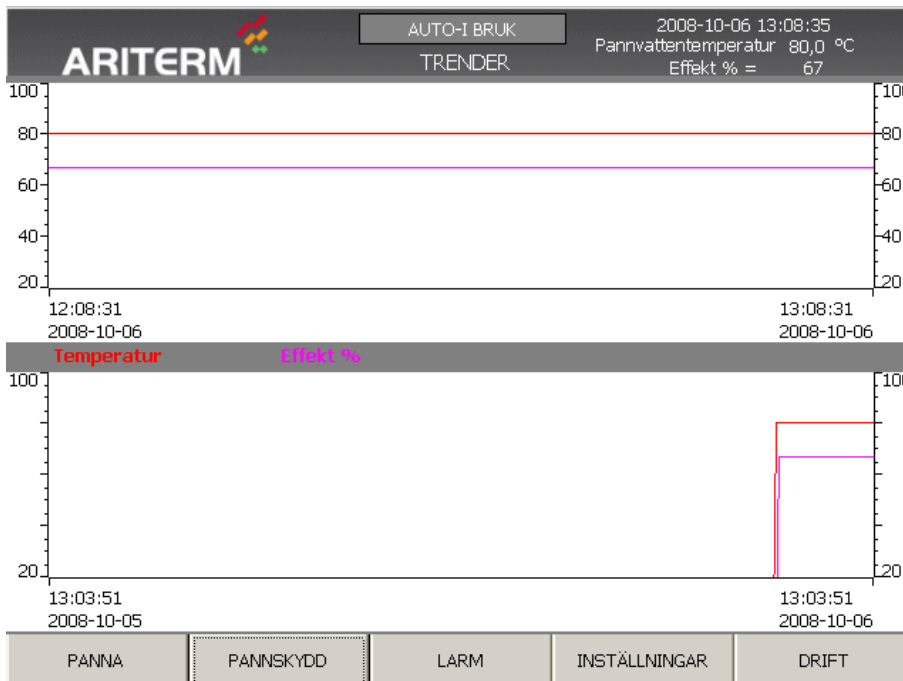 ARITERM
AUTO-I BRUK
TRENDER
2008-10-06 13:08:35
Pannvattentemperatur 80,0 °C
Effekt % = 67
100 100
80 80
60 60
40 40
20 20
12:08:31 13:08:31
2008-10-06 2008-10-06
Temperatur Effekt %
100 100
20 20
13:03:51 13:03:51
2008-10-05 2008-10-06
PANNA PANNSKYDD LARM INSTÄLLNINGAR DRIFT